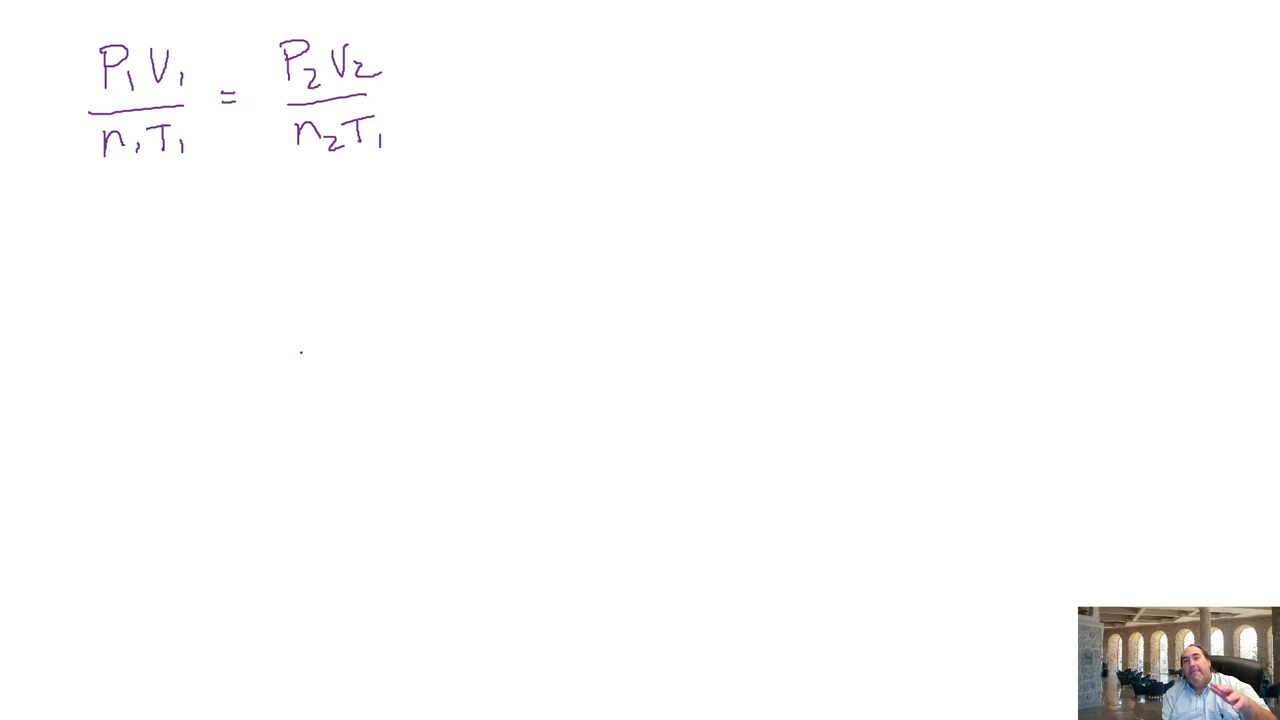 P₁V₁ / n₁T₁ = P₂V₂ / n₂T₁